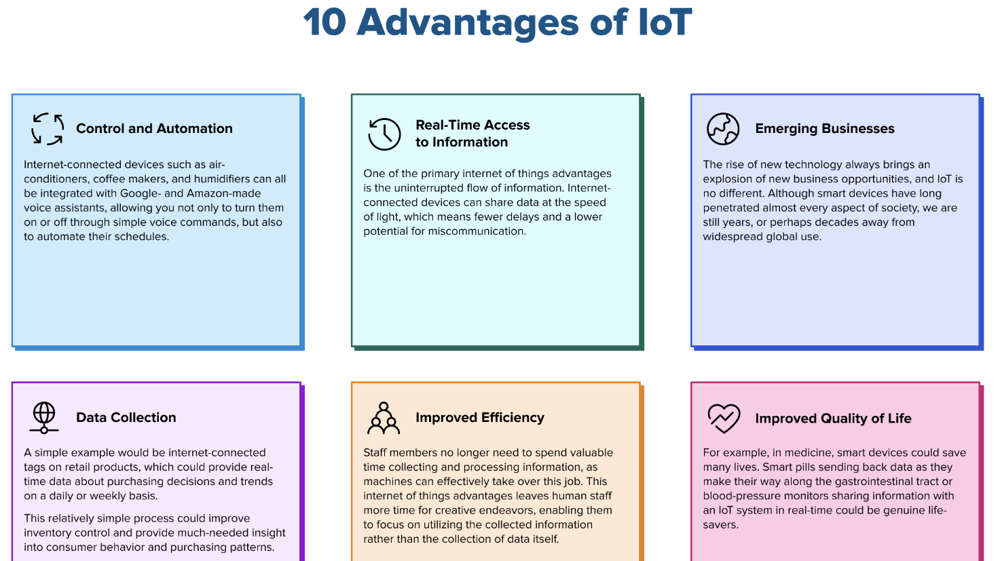 10 Advantages of IoT
Control and Automation
Internet-connected devices such as air-
conditioners, coffee makers, and humidifiers can all
be integrated with Google- and Amazon-made
voice assistants, allowing you not only to turn them
on or off through simple voice commands, but also
to automate their schedules.
Real-Time Access
to Information
One of the primary internet of things advantages
is the uninterrupted flow of information. Internet-
connected devices can share data at the speed
of light, which means fewer delays and a lower
potential for miscommunication.
Emerging Businesses
The rise of new technology always brings an
explosion of new business opportunities, and IoT is
no different. Although smart devices have long
penetrated almost every aspect of society, we are
still years, or perhaps decades away from
widespread global use.
Data Collection
A simple example would be internet-connected
tags on retail products, which could provide real-
time data about purchasing decisions and trends
on a daily or weekly basis.
This relatively simple process could improve
inventory control and provide much-needed insight
into consumer behavior and purchasing patterns.
Improved Efficiency
Staff members no longer need to spend valuable
time collecting and processing information, as
machines can effectively take over this job. This
internet of things advantages leaves human staff
more time for creative endeavors, enabling them
to focus on utilizing the collected information
rather than the collection of data itself.
Improved Quality of Life
For example, in medicine, smart devices could save
many lives. Smart pills sending back data as they
make their way along the gastrointestinal tract or
blood-pressure monitors sharing information with
an IoT system in real-time could be genuine life-
savers.